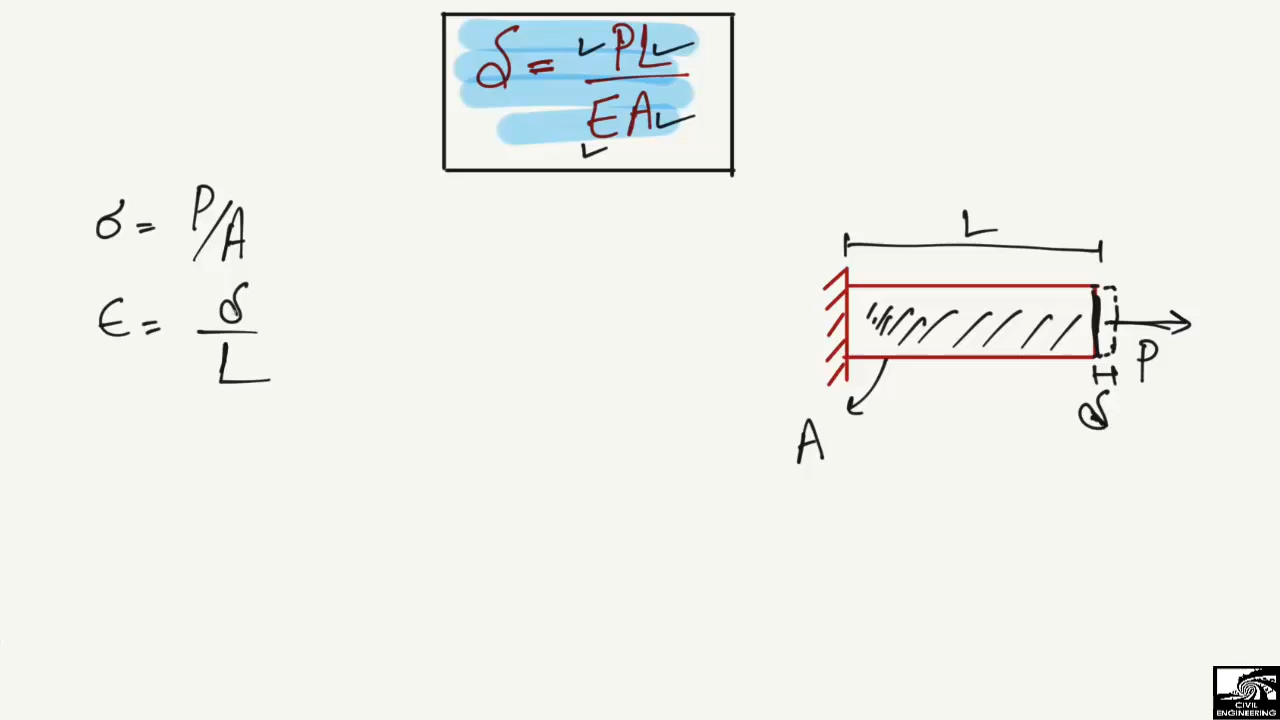 δ = PL
EA
σ = P/A
ε = δ
L
L
P
δ
A
CIVIL
ENGINEERING